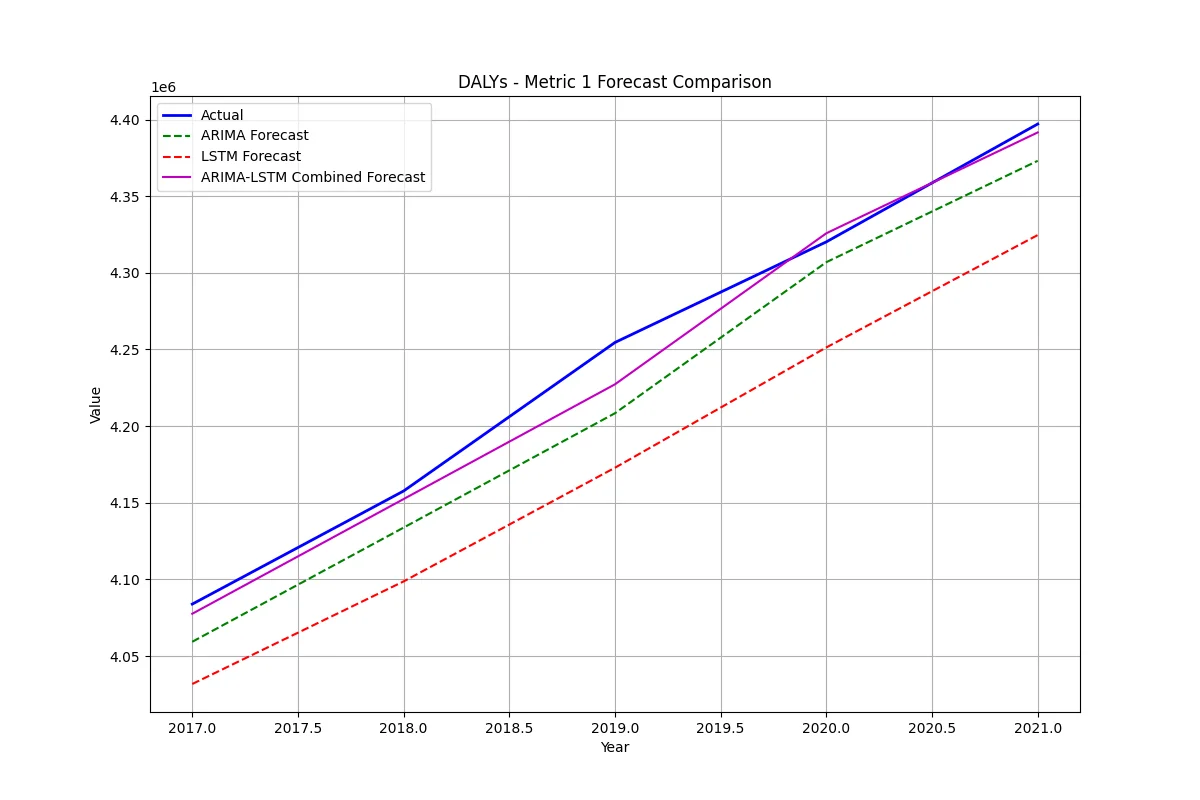 DALYs - Metric 1 Forecast Comparison
1e6
Actual
ARIMA Forecast
LSTM Forecast
ARIMA-LSTM Combined Forecast
4.40
4.35
4.30
4.25
4.20
4.15
4.10
4.05
Value
2017.0 2017.5 2018.0 2018.5 2019.0 2019.5 2020.0 2020.5 2021.0
Year